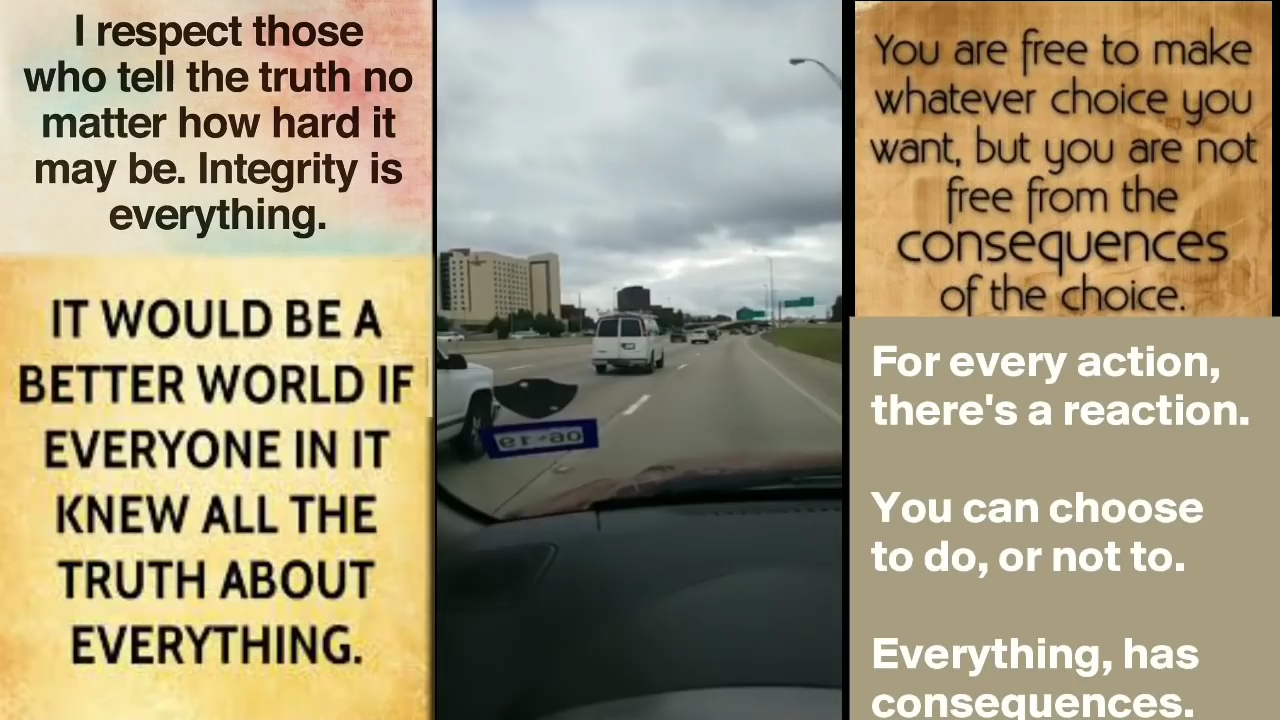 I respect those
who tell the truth no
matter how hard it
may be. Integrity is
everything.
IT WOULD BE A
BETTER WORLD IF
EVERYONE IN IT
KNEW ALL THE
TRUTH ABOUT
EVERYTHING.
06-19
You are free to make
whatever choice you
want, but you are not
free from the
consequences
of the choice.
For every action,
there's a reaction.
You can choose
to do, or not to.
Everything, has
consequences.